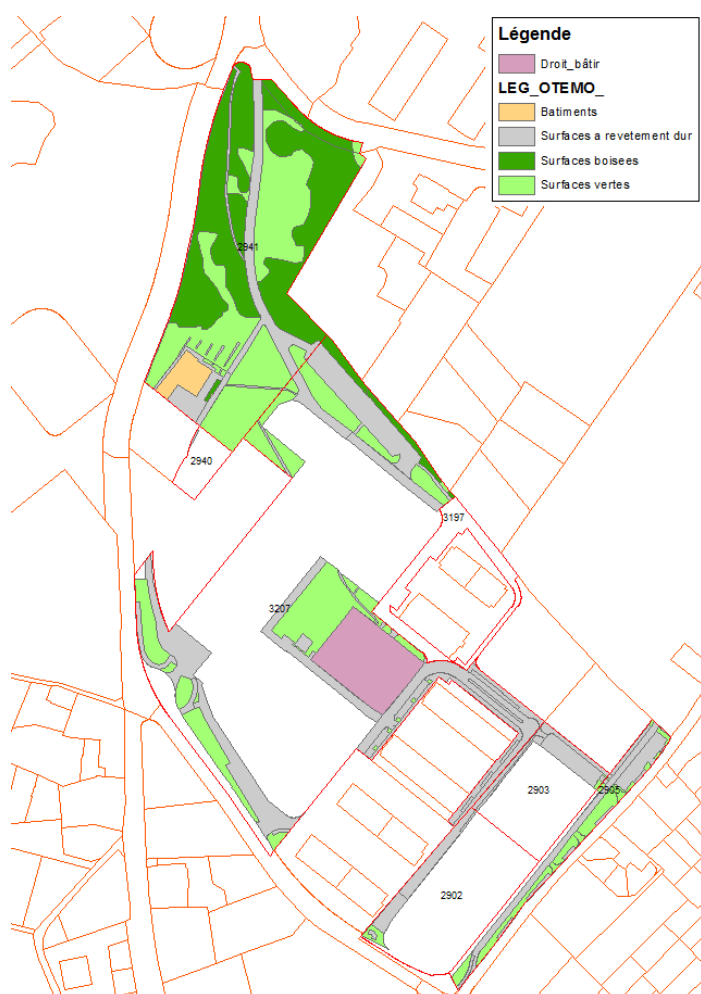 Légende
Droit_bâtir
LEG_OTEMO_
Batiments
Surfaces a revetement dur
Surfaces boisees
Surfaces vertes
2941
2940
3197
3207
2903
2905
2902